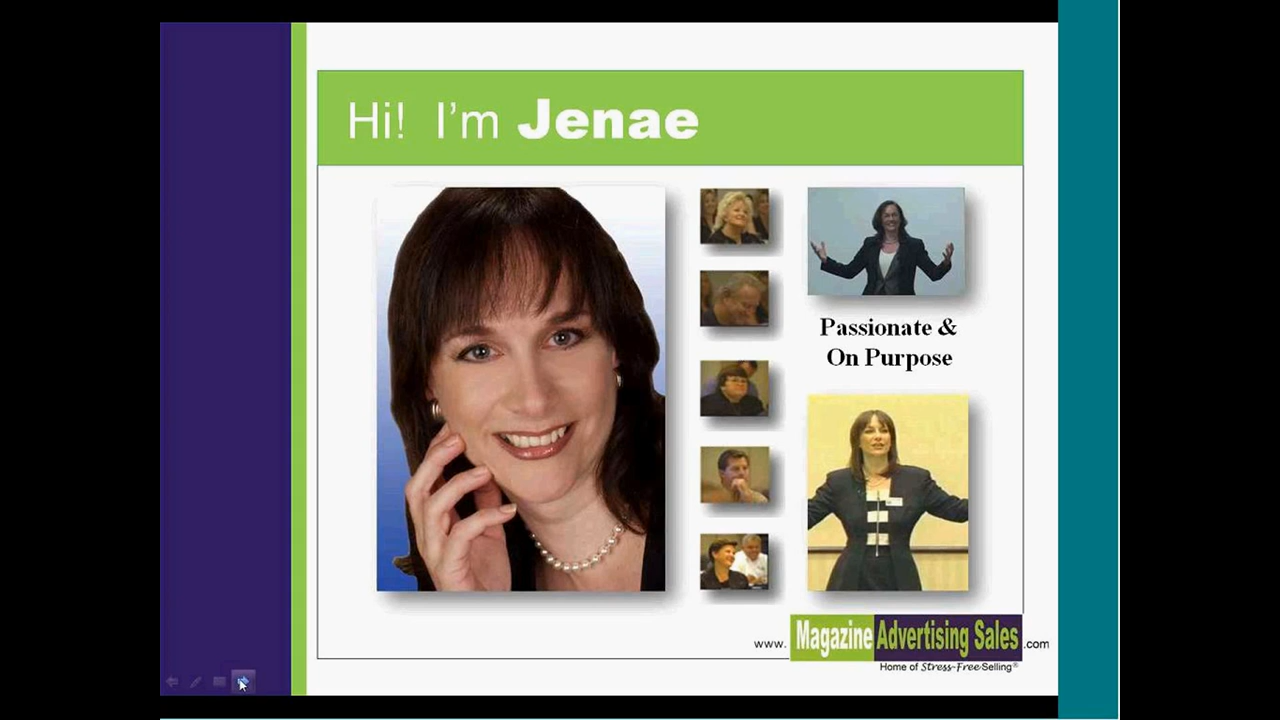 Hi! I'm Jenae
Passionate &
On Purpose
www. Magazine Advertising Sales .com
Home of Stress-Free Selling®